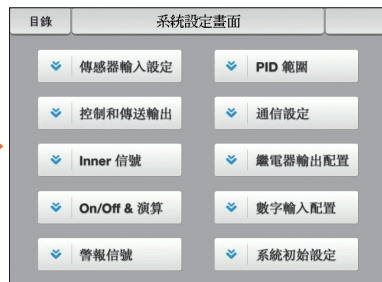 目錄
系統設定畫面
傳感器輸入設定
PID 範圍
控制和傳送輸出
通信設定
Inner 信號
繼電器輸出配置
On/Off & 演算
數字輸入配置
警報信號
系統初始設定